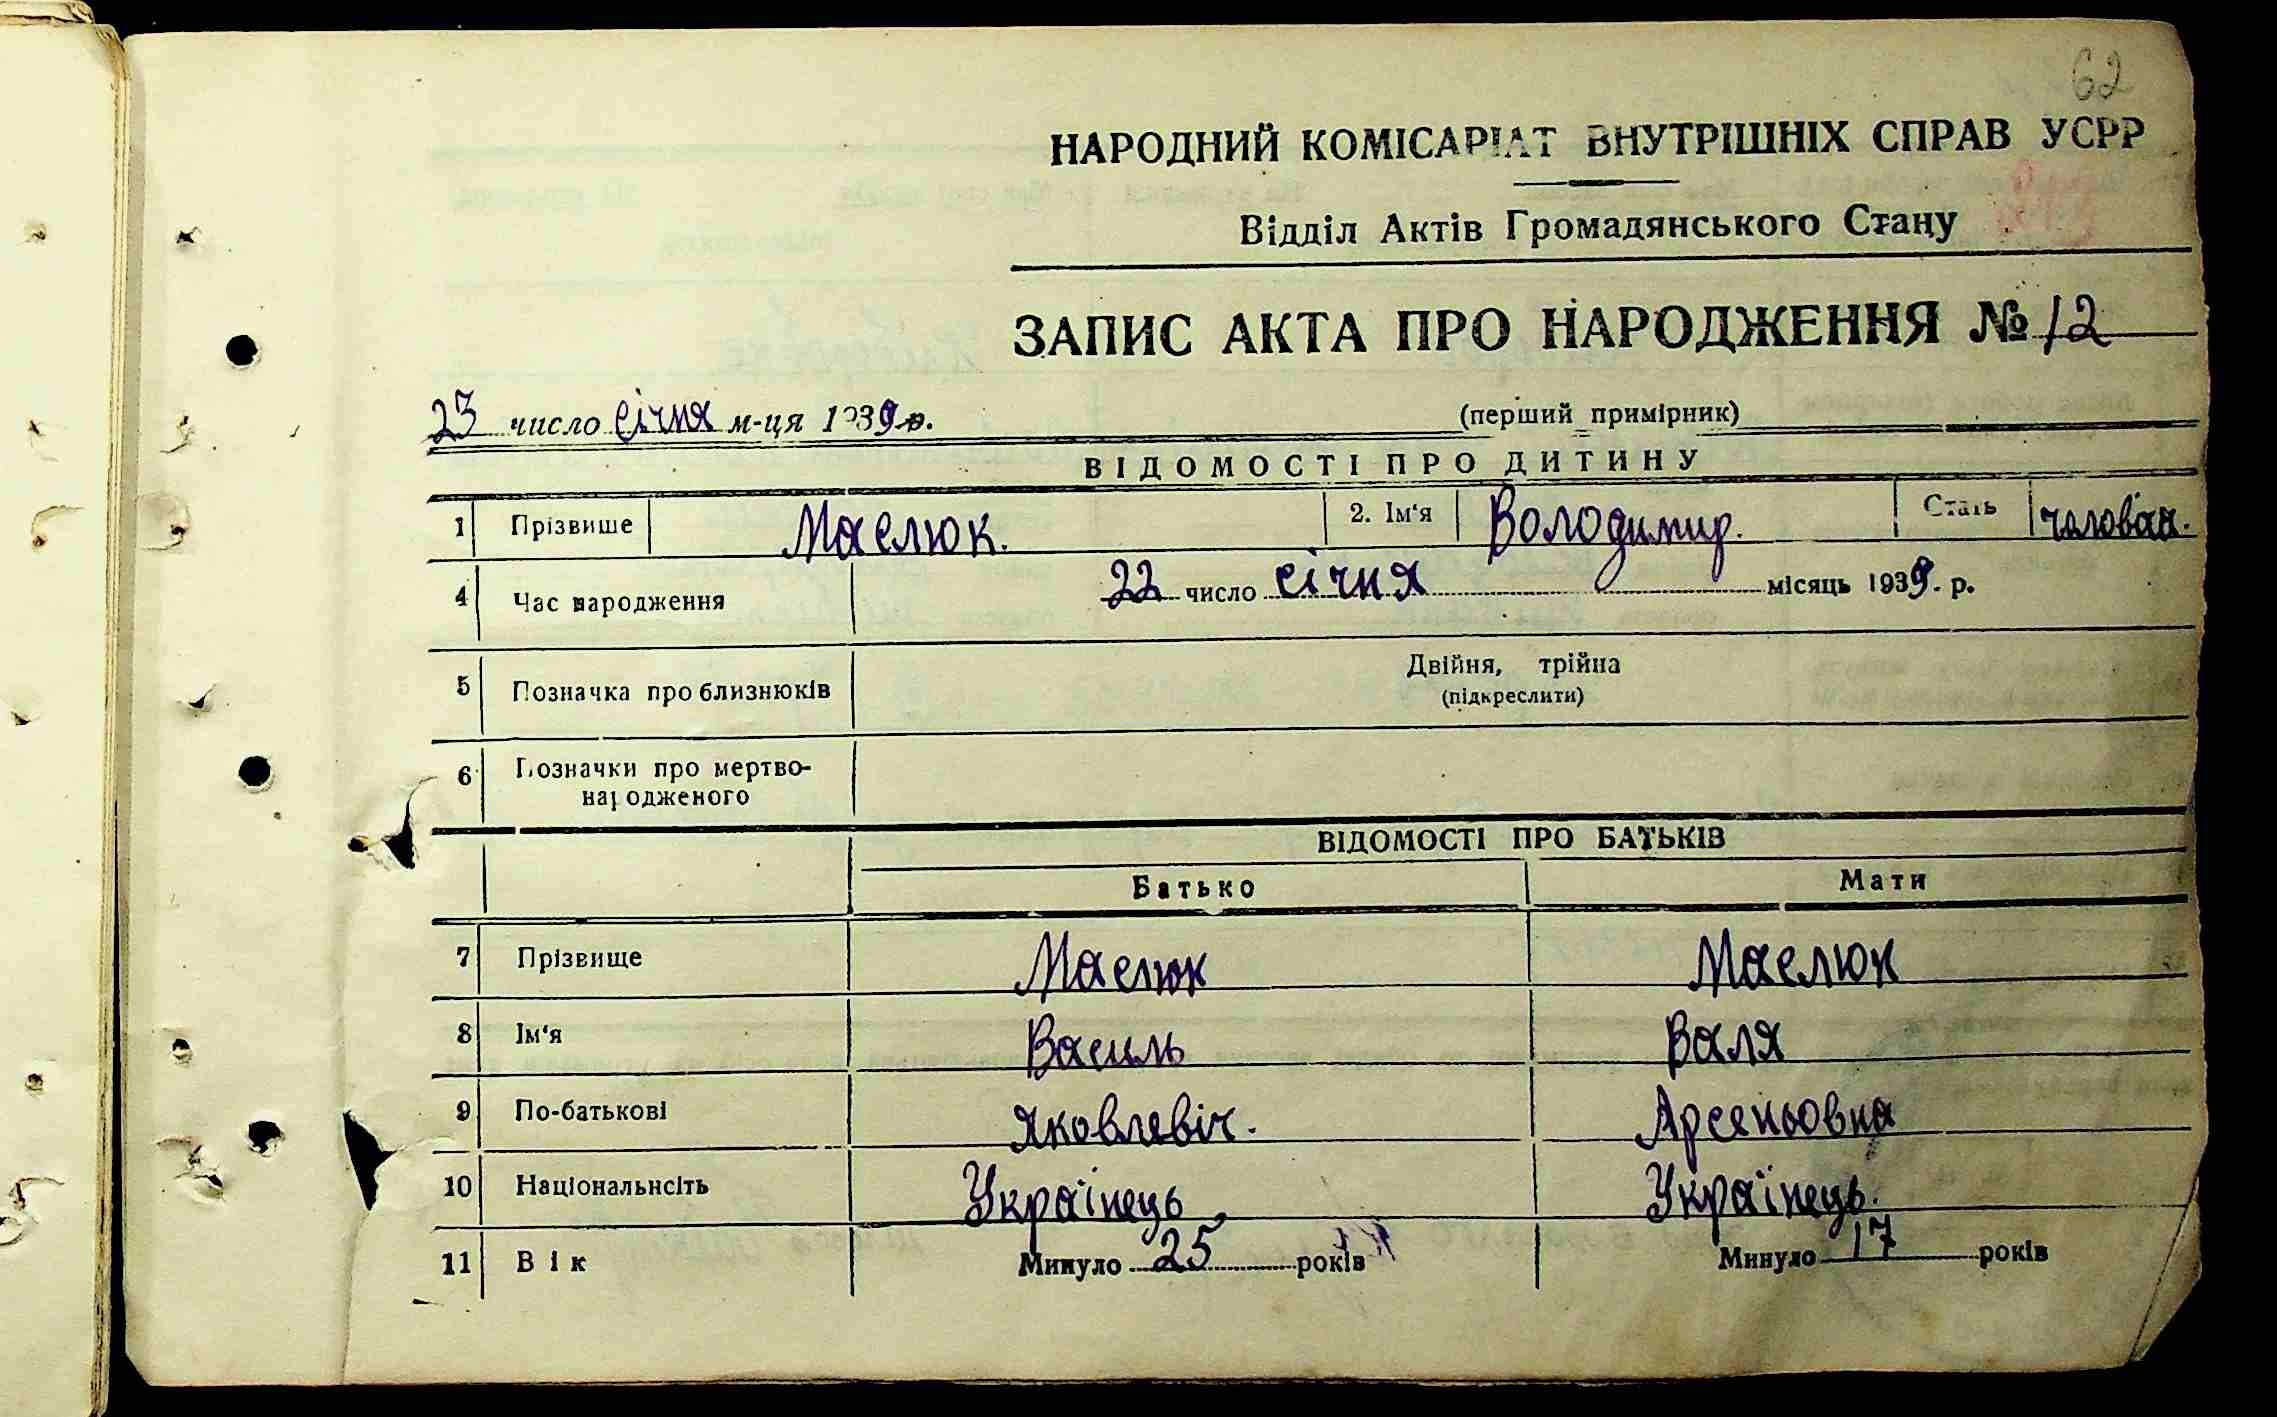 62
НАРОДНИЙ КОМІСАРІАТ ВНУТРІШНІХ СПРАВ УСРР
Відділ Актів Громадянського Стану
ЗАПИС АКТА ПРО НАРОДЖЕННЯ № 12
23 число січня м-ця 1939 р. (перший примірник)
ВІДОМОСТІ ПРО ДИТИНУ
1 Прізвище Маслюк. 2. Ім'я Володимир. Стать
4 Час народження 22 число січня місяць 1939. р.
5 Позначка про близнюків Двійня, трійна
(підкреслити)
6 Позначки про мертво-
народженого
ВІДОМОСТІ ПРО БАТЬКІВ
Батько Мати
7 Прізвище Маслюк Маслюк
8 Ім'я Василь Валя
9 По-батькові Яковлевіч. Арсеньовна
10 Національнсіть Українець Українець.
11 Вік Минуло 25 років Минуло 17 років